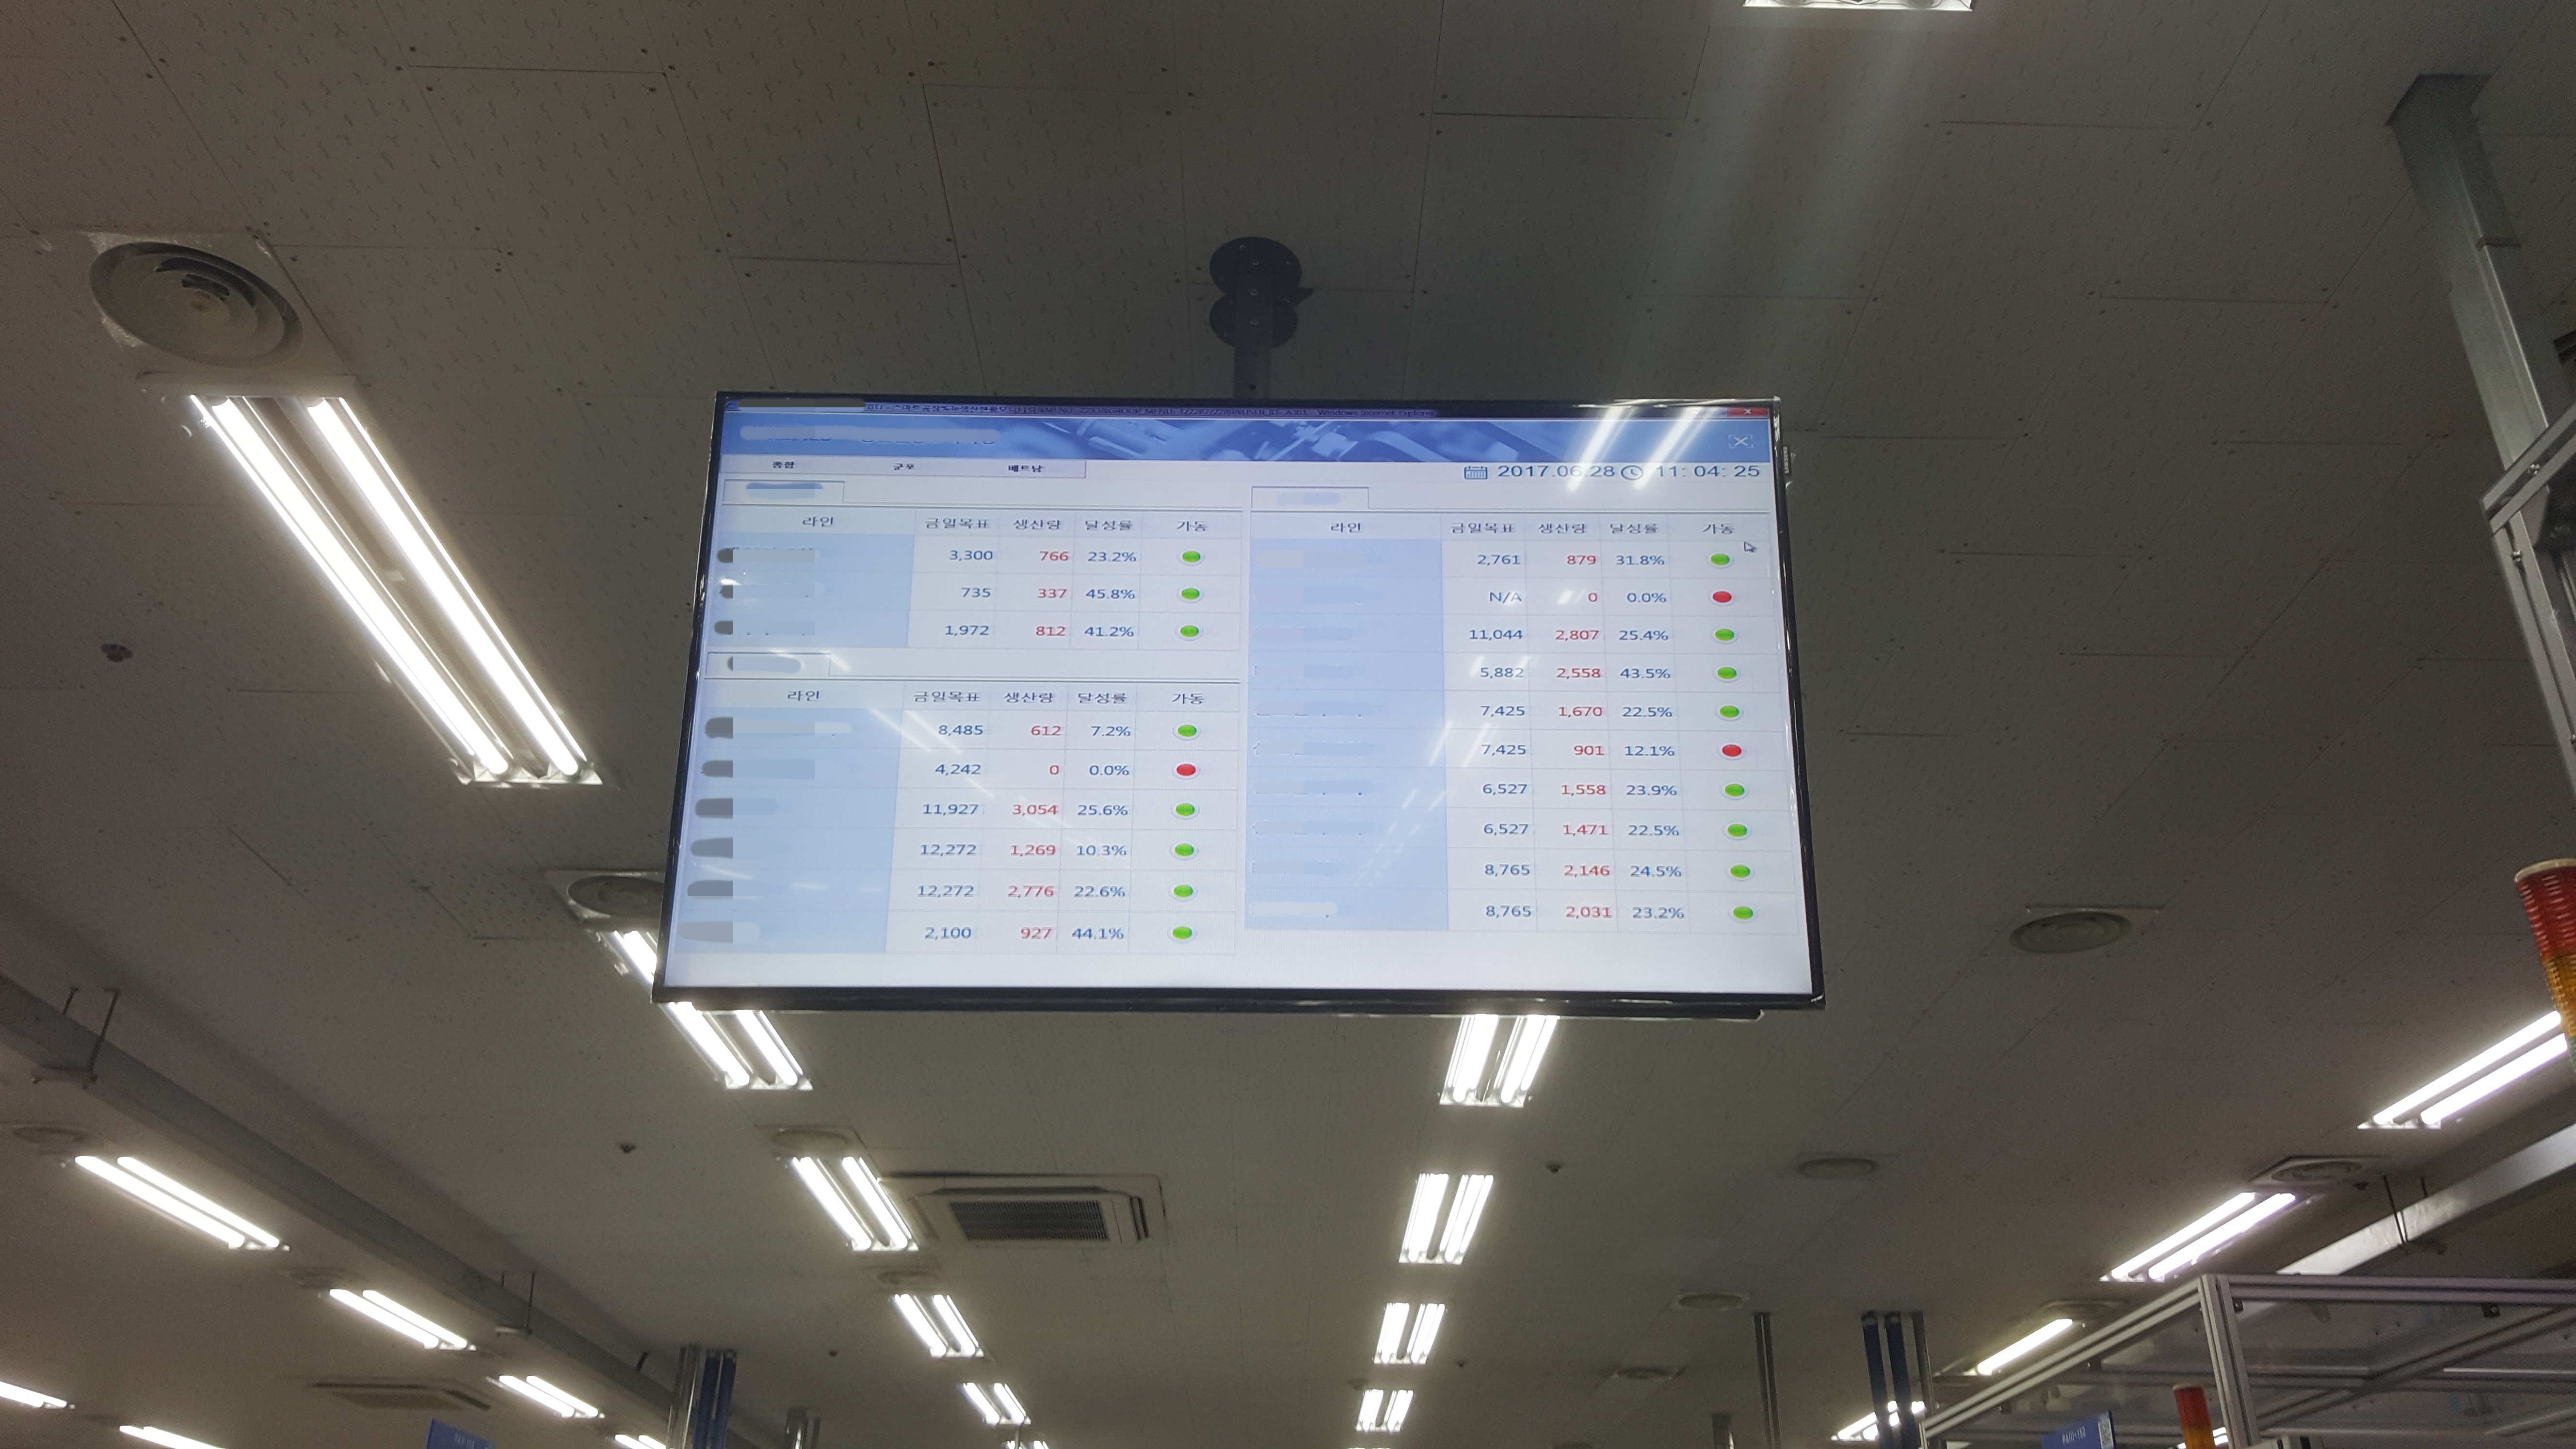 Windows Internet Explorer
종합 군포 베트남
2017.06.28 11: 04: 25
라인 금일목표 생산량 달성률 가동
3,300 766 23.2%
735 337 45.8%
1,972 812 41.2%
라인 금일목표 생산량 달성률 가동
8,485 612 7.2%
4,242 0 0.0%
11,927 3,054 25.6%
12,272 1,269 10.3%
12,272 2,776 22.6%
2,100 927 44.1%
라인 금일목표 생산량 달성률 가동
2,761 879 31.8%
N/A 0 0.0%
11,044 2,807 25.4%
5,882 2,558 43.5%
7,425 1,670 22.5%
7,425 901 12.1%
6,527 1,558 23.9%
6,527 1,471 22.5%
8,765 2,146 24.5%
8,765 2,031 23.2%